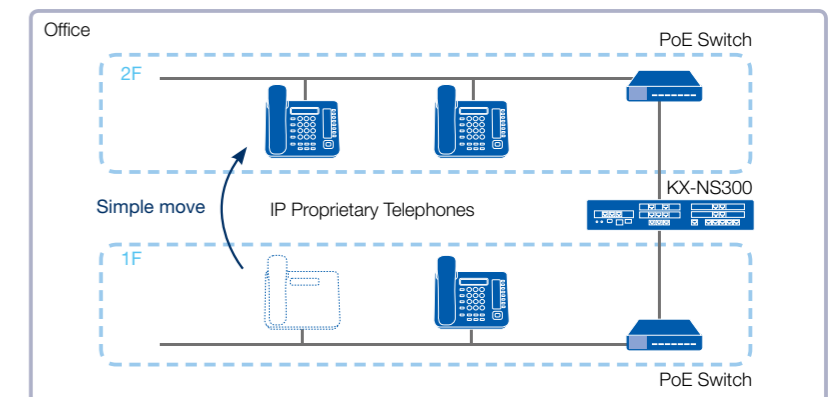 Office
PoE Switch
2F
KX-NS300
Simple move
IP Proprietary Telephones
1F
PoE Switch